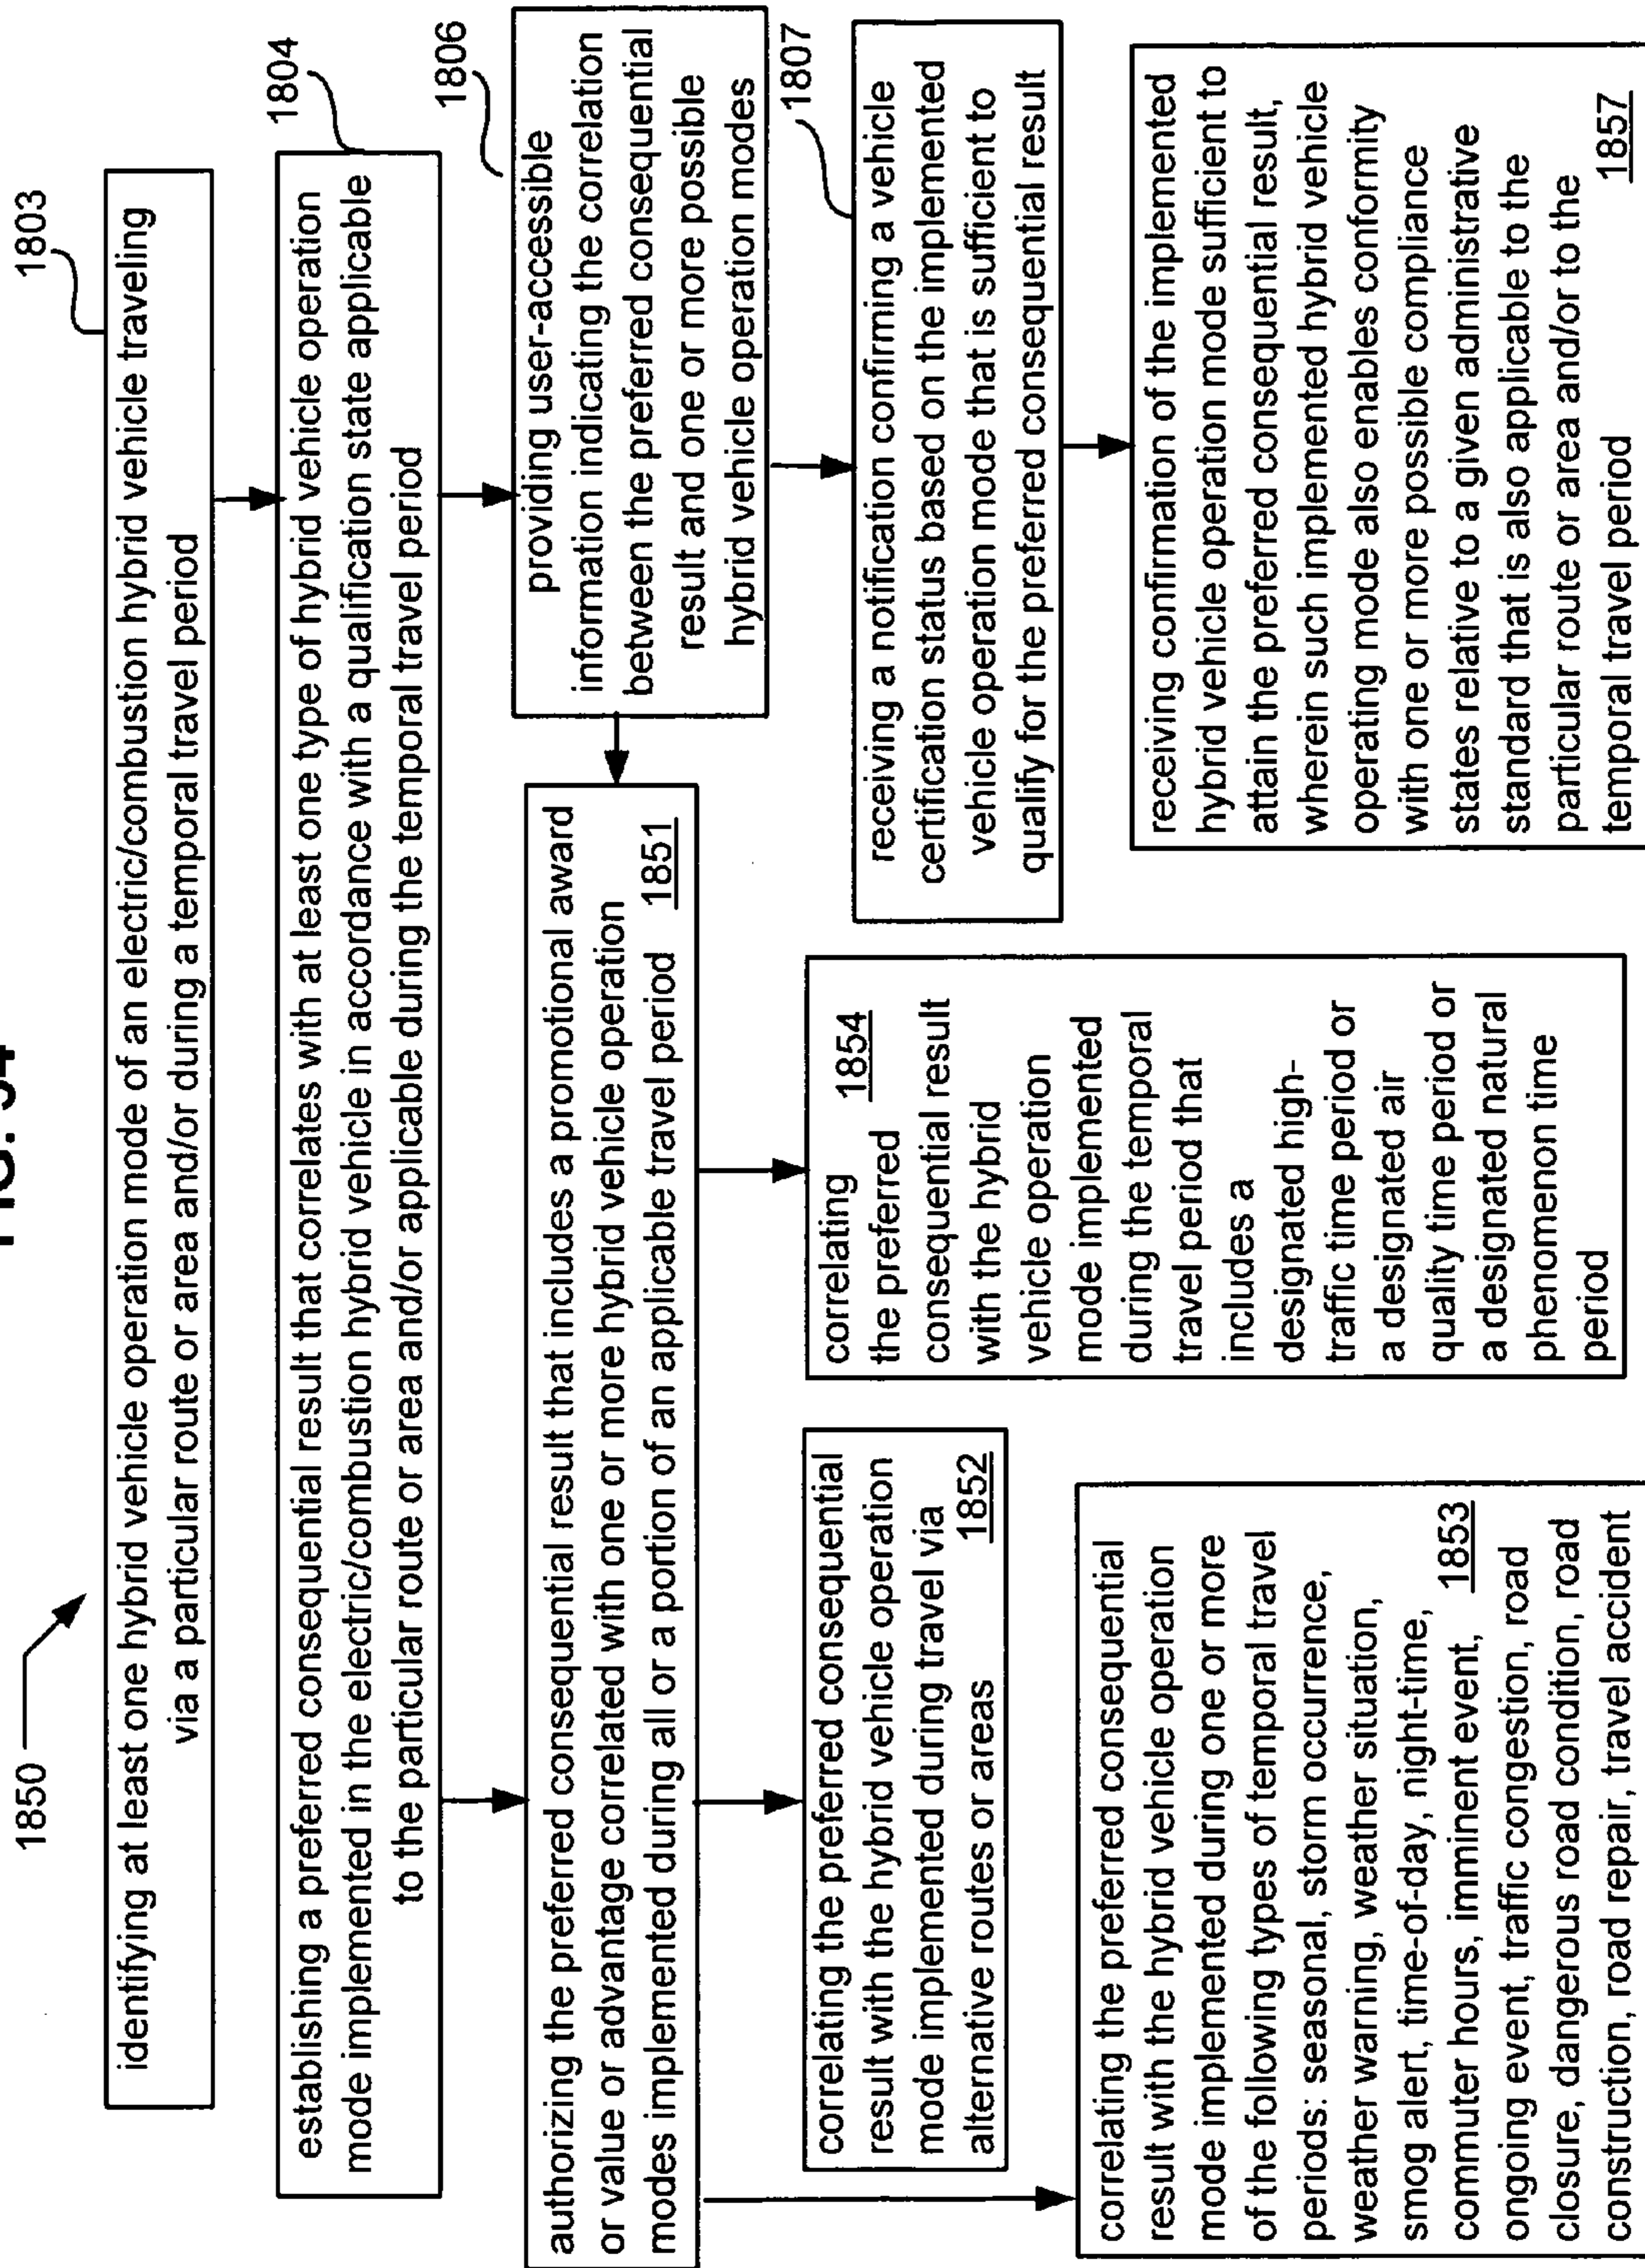 1850
1803
identifying at least one hybrid vehicle operation mode of an electric/combustion hybrid vehicle traveling
via a particular route or area and/or during a temporal travel period
1804
establishing a preferred consequential result that correlates with at least one type of hybrid vehicle operation
mode implemented in the electric/combustion hybrid vehicle in accordance with a qualification state applicable
to the particular route or area and/or applicable during the temporal travel period
authorizing the preferred consequential result that includes a promotional award
or value or advantage correlated with one or more hybrid vehicle operation
modes implemented during all or a portion of an applicable travel period 1851
1806
providing user-accessible
information indicating the correlation
between the preferred consequential
result and one or more possible
hybrid vehicle operation modes
correlating the preferred consequential
result with the hybrid vehicle operation
mode implemented during travel via
alternative routes or areas 1852
correlating 1854
the preferred
consequential result
with the hybrid
vehicle operation
mode implemented
during the temporal
travel period that
includes a
designated high-
traffic time period or
a designated air
quality time period or
a designated natural
phenomenon time
period
1807
receiving a notification confirming a vehicle
certification status based on the implemented
vehicle operation mode that is sufficient to
qualify for the preferred consequential result
correlating the preferred consequential
result with the hybrid vehicle operation
mode implemented during one or more
of the following types of temporal travel
periods: seasonal, storm occurrence,
weather warning, weather situation,
smog alert, time-of-day, night-time,
commuter hours, imminent event, 1853
ongoing event, traffic congestion, road
closure, dangerous road condition, road
construction, road repair, travel accident
receiving confirmation of the implemented
hybrid vehicle operation mode sufficient to
attain the preferred consequential result,
wherein such implemented hybrid vehicle
operating mode also enables conformity
with one or more possible compliance
states relative to a given administrative
standard that is also applicable to the
particular route or area and/or to the
temporal travel period 1857